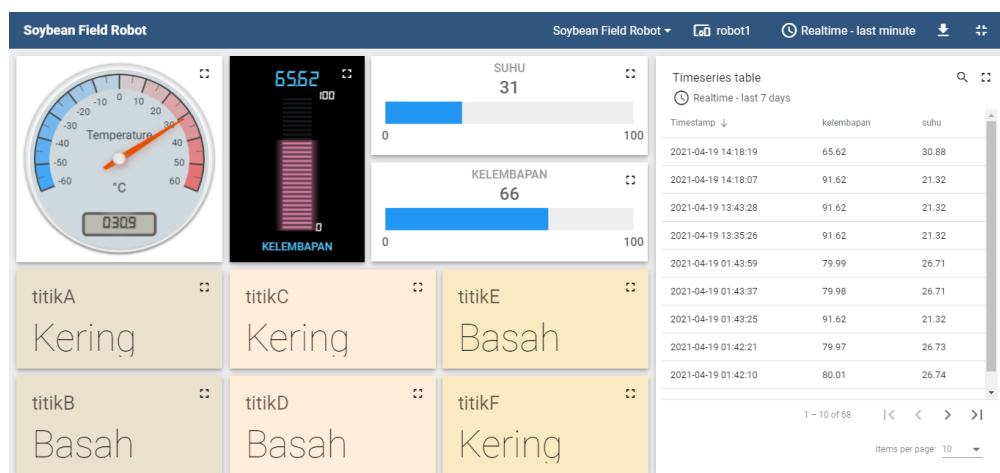 Soybean Field Robot
Soybean Field Robot
robot1
Realtime - last minute
-60
-50
-40
-30
-20
-10
0
10
20
30
40
50
60
Temperature
°C
030.9
65.62
100
0
KELEMBAPAN
SUHU
31
0
100
KELEMBAPAN
66
0
100
Timeseries table
Realtime - last 7 days
Timestamp kelembapan suhu
2021-04-19 14:18:19 65.62 30.88
2021-04-19 14:18:07 91.62 21.32
2021-04-19 13:43:28 91.62 21.32
2021-04-19 13:35:26 91.62 21.32
2021-04-19 01:43:59 79.99 26.71
2021-04-19 01:43:37 79.98 26.71
2021-04-19 01:43:25 91.62 21.32
2021-04-19 01:42:21 79.97 26.73
2021-04-19 01:42:10 80.01 26.74
1 – 10 of 68
Items per page: 10
titikA
Kering
titikC
Kering
titikE
Basah
titikB
Basah
titikD
Basah
titikF
Kering